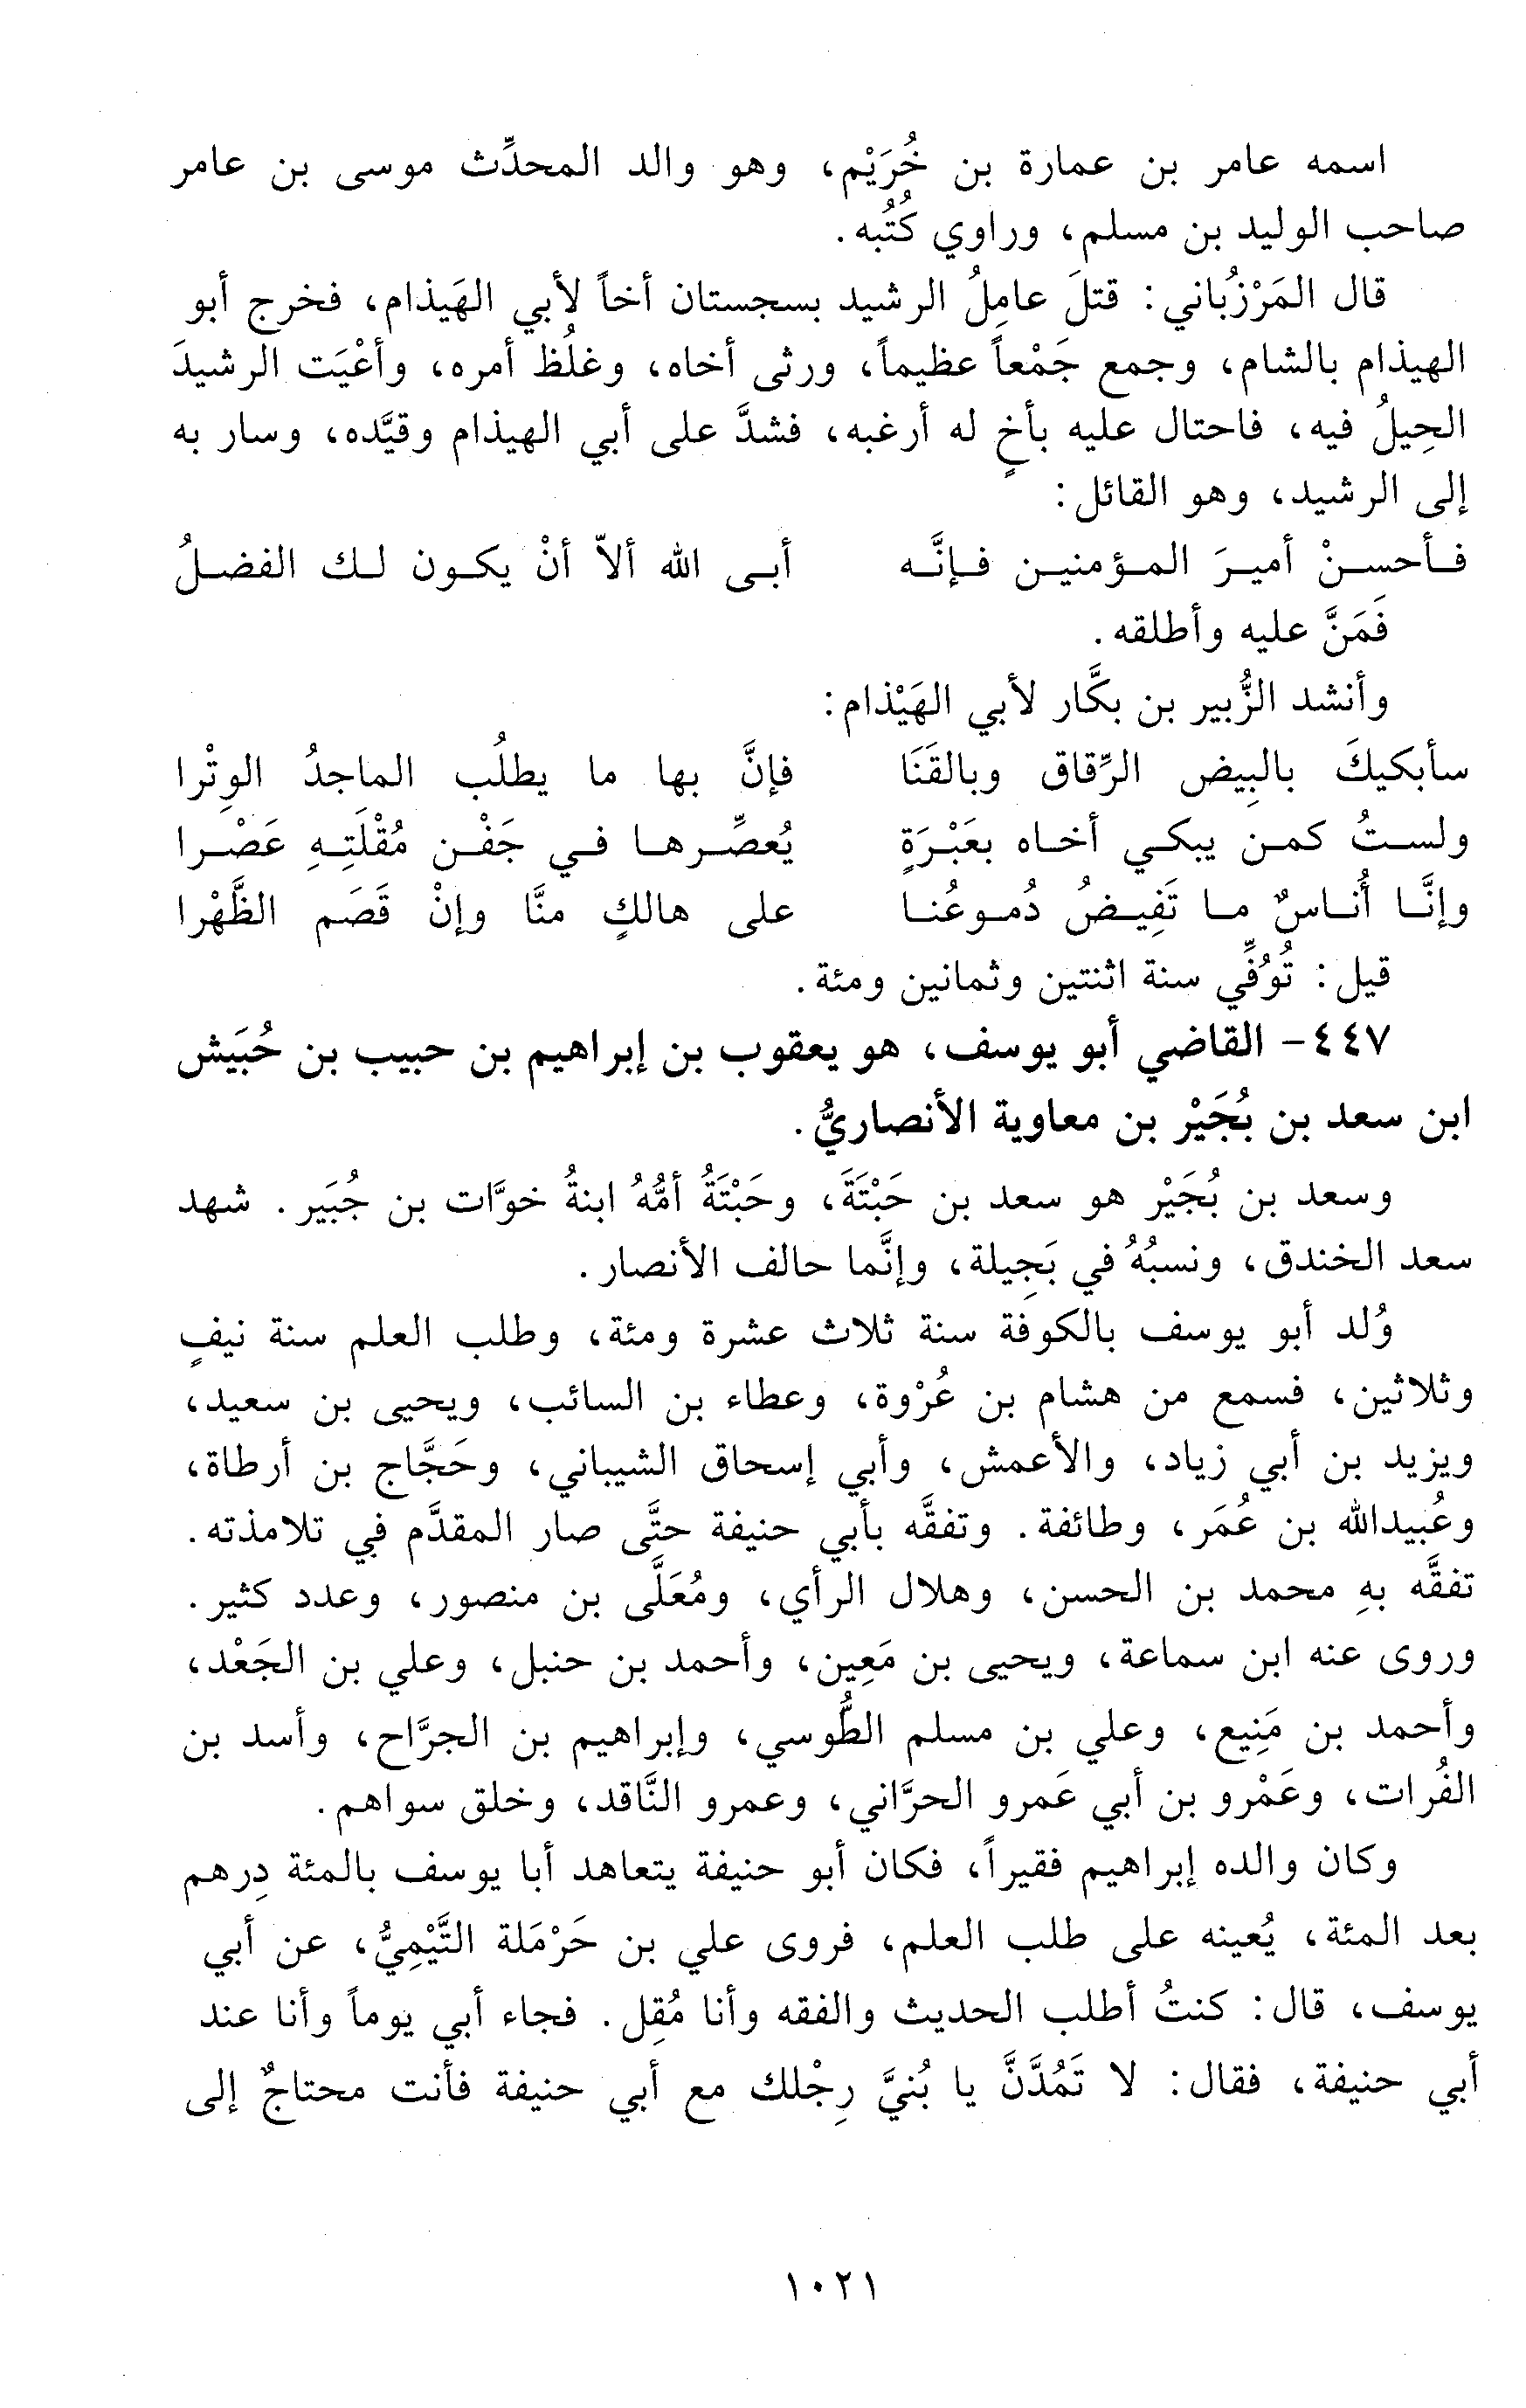 اسمه عامر بن عمارة بن خُرَيْم، وهو والد المحدِّث موسى بن عامر
صاحب الوليد بن مسلم، وراوي كُتُبه.
قال المَرْزُباني: قتلَ عامِلُ الرشيد بسجستان أخاً لأبي الهَيذام، فخرج أبو
الهيذام بالشام، وجمع جَمْعاً عظيماً، ورثى أخاه، وغلُظ أمره، وأعْيَت الرشيدَ
الحِيلُ فيه، فاحتال عليه بأخٍ له أرغبه، فشدَّ على أبي الهيذام وقيَّده، وسار به
إلى الرشيد، وهو القائل:
فأحسنْ أميرَ المؤمنين فإنَّه أبى الله ألاّ أنْ يكون لك الفضلُ
فَمَنَّ عليه وأطلقه.
وأنشد الزُّبير بن بكَّار لأبي الهَيْذام:
سأبكيكَ بالبِيض الرِّقاق وبالقَنَا فإنَّ بها ما يطلُب الماجدُ الوِتْرا
ولستُ كمن يبكي أخاه بعَبْرَةٍ يُعصِّرها في جَفْن مُقْلَتِهِ عَصْرا
وإنَّا أُناسٌ ما تَفِيضُ دُموعُنا على هالكٍ منَّا وإنْ قَصَم الظَّهْرا
قيل: تُوُفِّي سنة اثنتين وثمانين ومئة.
٤٤٧- القاضي أبو يوسف، هو يعقوب بن إبراهيم بن حبيب بن حُبَيش
ابن سعد بن بُجَيْر بن معاوية الأنصاريُّ.
وسعد بن بُجَيْر هو سعد بن حَبْتَةَ، وحَبْتَةُ أمُّهُ ابنةُ خوَّات بن جُبَير. شهد
سعد الخندق، ونسبُهُ في بَجِيلة، وإنَّما حالف الأنصار.
وُلد أبو يوسف بالكوفة سنة ثلاث عشرة ومئة، وطلب العلم سنة نيفٍ
وثلاثين، فسمع من هشام بن عُرْوة، وعطاء بن السائب، ويحيى بن سعيد،
ويزيد بن أبي زياد، والأعمش، وأبي إسحاق الشيباني، وحَجَّاج بن أرطاة،
وعُبيدالله بن عُمَر، وطائفة. وتفقَّه بأبي حنيفة حتَّى صار المقدَّم في تلامذته.
تفقَّه بهِ محمد بن الحسن، وهلال الرأي، ومُعَلَّى بن منصور، وعدد كثير.
وروى عنه ابن سماعة، ويحيى بن مَعِين، وأحمد بن حنبل، وعلي بن الجَعْد،
وأحمد بن مَنِيع، وعلي بن مسلم الطُّوسي، وإبراهيم بن الجرَّاح، وأسد بن
الفُرات، وعَمْرو بن أبي عَمرو الحرَّاني، وعمرو النَّاقد، وخلق سواهم.
وكان والده إبراهيم فقيراً، فكان أبو حنيفة يتعاهد أبا يوسف بالمئة دِرهم
بعد المئة، يُعينه على طلب العلم، فروى علي بن حَرْمَلة التَّيْمِيُّ، عن أبي
يوسف، قال: كنتُ أطلب الحديث والفقه وأنا مُقِل. فجاء أبي يوماً وأنا عند
أبي حنيفة، فقال: لا تَمُدَّنَّ يا بُنيَّ رِجْلك مع أبي حنيفة فأنت محتاجٌ إلى
١٠٢١